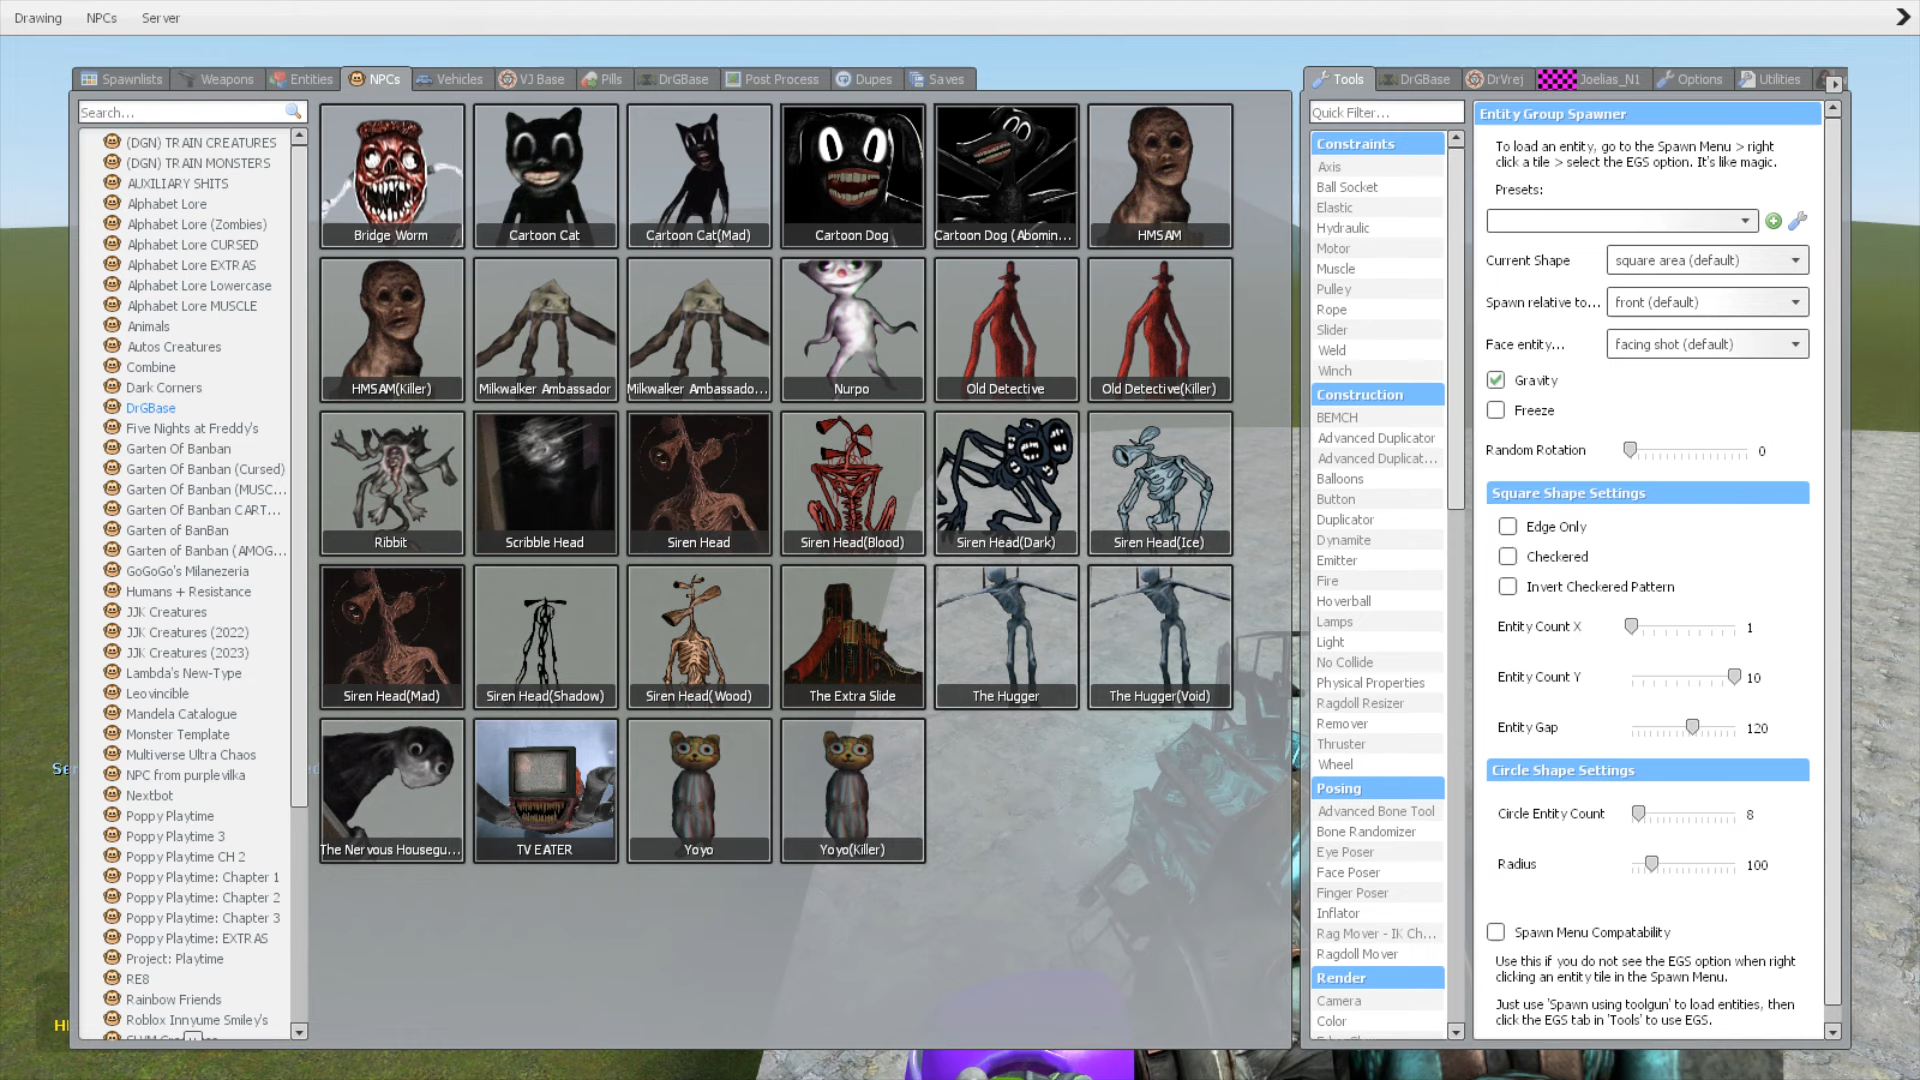 Drawing NPCs Server
Spawnlists Weapons Entities NPCs Vehicles VJ Base Pills DrGBase Post Process Dupes Saves
Search...
(DGN) TRAIN CREATURES
(DGN) TRAIN MONSTERS
AUXILIARY SHITS
Alphabet Lore
Alphabet Lore (Zombies)
Alphabet Lore CURSED
Alphabet Lore EXTRAS
Alphabet Lore Lowercase
Alphabet Lore MUSCLE
Animals
Autos Creatures
Combine
Dark Corners
DrGBase
Five Nights at Freddy's
Garten Of Banban
Garten Of Banban (Cursed)
Garten Of Banban (MUSC...
Garten Of Banban CART...
Garten of BanBan
Garten of Banban (AMOG...
GoGoGo's Milanezeria
Humans + Resistance
JJK Creatures
JJK Creatures (2022)
JJK Creatures (2023)
Lambda's New-Type
Leovincible
Mandela Catalogue
Monster Template
Multiverse Ultra Chaos
NPC from purplevilka
Nextbot
Poppy Playtime
Poppy Playtime 3
Poppy Playtime CH 2
Poppy Playtime: Chapter 1
Poppy Playtime: Chapter 2
Poppy Playtime: Chapter 3
Poppy Playtime: EXTRAS
Project: Playtime
RE8
Rainbow Friends
Roblox Innyume Smiley's
Bridge Worm Cartoon Cat Cartoon Cat(Mad) Cartoon Dog Cartoon Dog (Abomin... HMSAM
HMSAM(Killer) Milkwalker Ambassador Milkwalker Ambassado... Nurpo Old Detective Old Detective(Killer)
Ribbit Scribble Head Siren Head Siren Head(Blood) Siren Head(Dark) Siren Head(Ice)
Siren Head(Mad) Siren Head(Shadow) Siren Head(Wood) The Extra Slide The Hugger The Hugger(Void)
The Nervous Housegu... TV EATER Yoyo Yoyo(Killer)
Tools DrGBase DrVrej Joelias_N1 Options Utilities
Quick Filter...
Constraints
Axis
Ball Socket
Elastic
Hydraulic
Motor
Muscle
Pulley
Rope
Slider
Weld
Winch
Construction
BEMCH
Advanced Duplicator
Advanced Duplicat...
Balloons
Button
Duplicator
Dynamite
Emitter
Fire
Hoverball
Lamps
Light
No Collide
Physical Properties
Ragdoll Resizer
Remover
Thruster
Wheel
Posing
Advanced Bone Tool
Bone Randomizer
Eye Poser
Face Poser
Finger Poser
Inflator
Rag Mover - IK Ch...
Ragdoll Mover
Render
Camera
Color
Entity Group Spawner
To load an entity, go to the Spawn Menu > right
click a tile > select the EGS option. It's like magic.
Presets:
Current Shape square area (default)
Spawn relative to... front (default)
Face entity... facing shot (default)
Gravity
Freeze
Random Rotation 0
Square Shape Settings
Edge Only
Checkered
Invert Checkered Pattern
Entity Count X 1
Entity Count Y 10
Entity Gap 120
Circle Shape Settings
Circle Entity Count 8
Radius 100
Spawn Menu Compatability
Use this if you do not see the EGS option when right
clicking an entity tile in the Spawn Menu.
Just use 'Spawn using toolgun' to load entities, then
click the EGS tab in 'Tools' to use EGS.